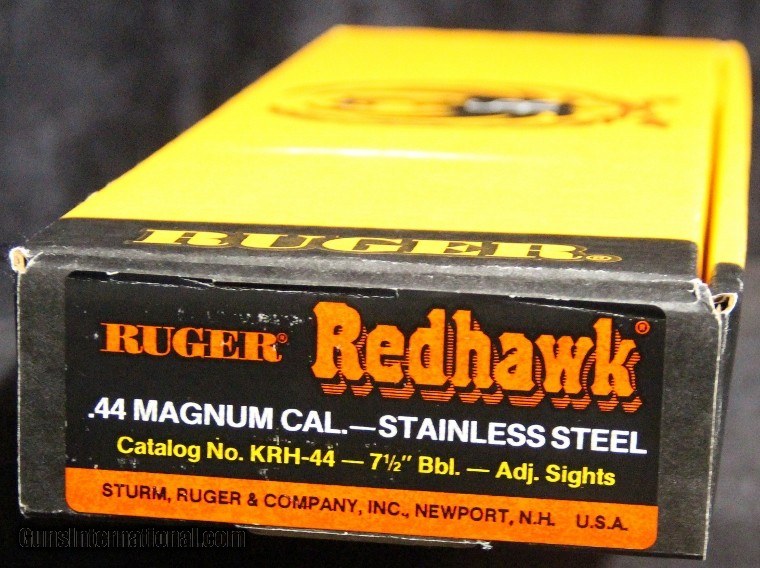 RUGER®
RUGER® Redhawk®
.44 MAGNUM CAL.—STAINLESS STEEL
Catalog No. KRH-44 — 7½" Bbl. — Adj. Sights
STURM, RUGER & COMPANY, INC., NEWPORT, N.H. U.S.A.
GunsInternational.com